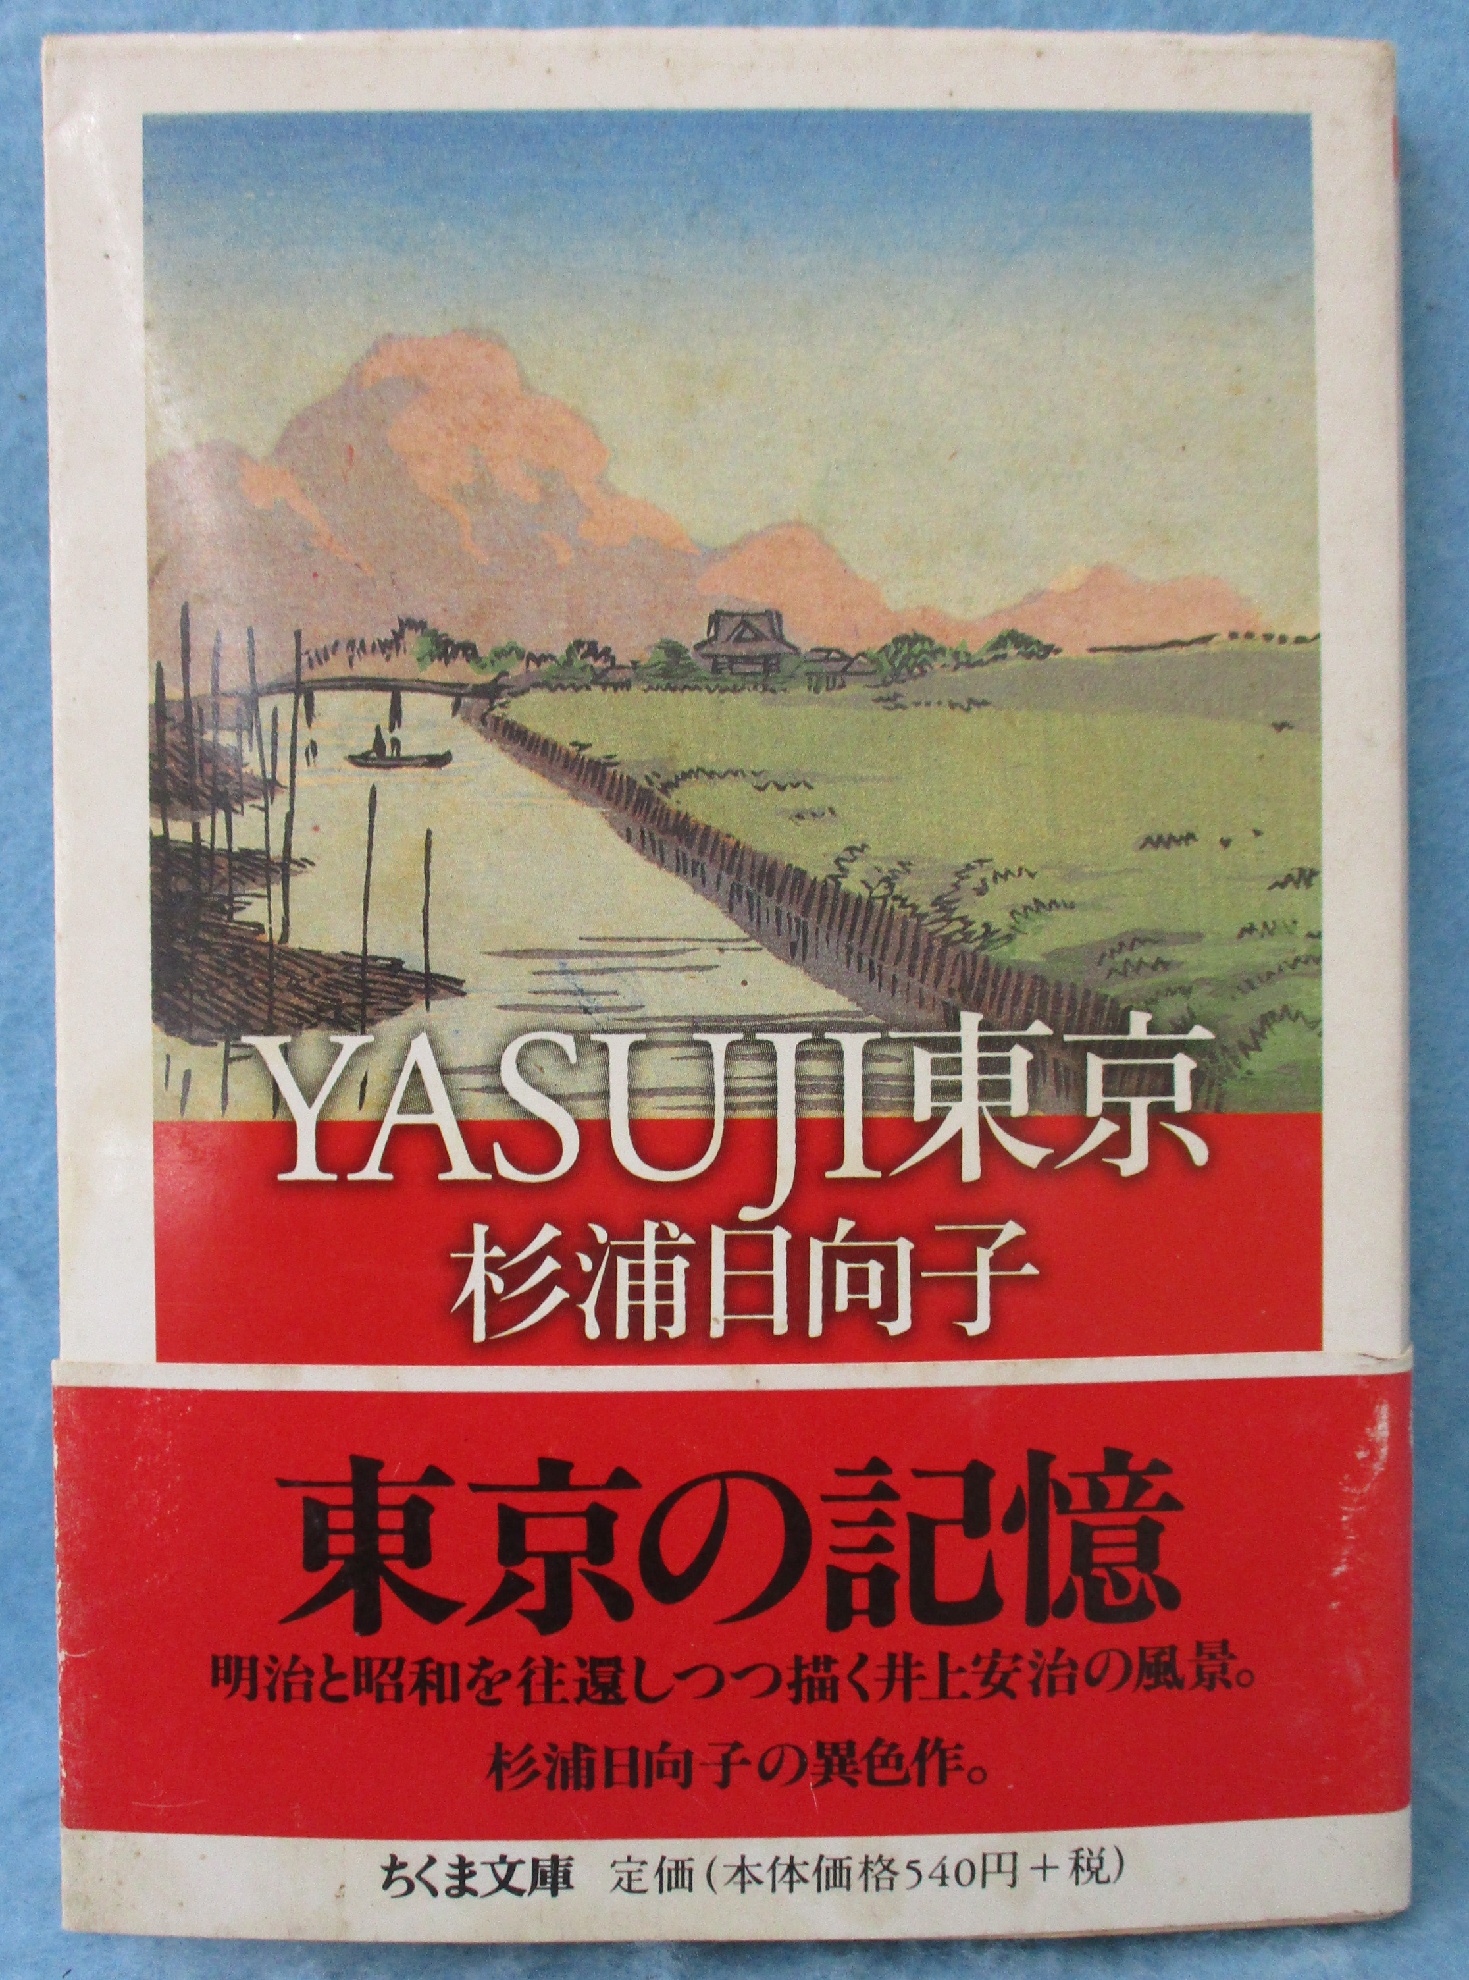 YASUJI東京
杉浦日向子
東京の記憶
明治と昭和を往還しつつ描く井上安治の風景。
杉浦日向子の異色作。
ちくま文庫 定価(本体価格540円+税)